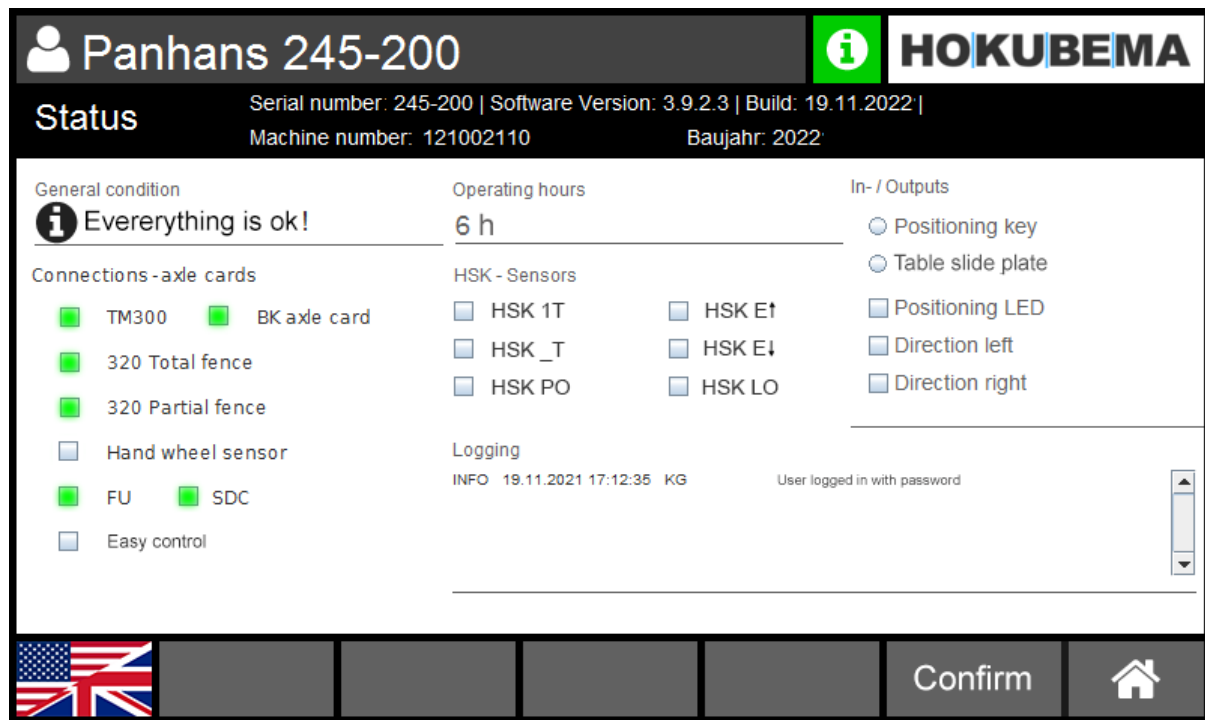 Panhans 245-200
HOKUBEMA
Status
Serial number: 245-200 | Software Version: 3.9.2.3 | Build: 19.11.2022' |
Machine number: 121002110 Baujahr: 2022'
General condition
Evererything is ok!
Operating hours
6 h
In- / Outputs
Positioning key
Table slide plate
Positioning LED
Direction left
Direction right
Connections - axle cards
TM300 BK axle card
320 Total fence
320 Partial fence
Hand wheel sensor
FU SDC
Easy control
HSK - Sensors
HSK 1T HSK E↑
HSK _T HSK E↓
HSK PO HSK LO
Logging
INFO 19.11.2021 17:12:35 KG User logged in with password
Confirm